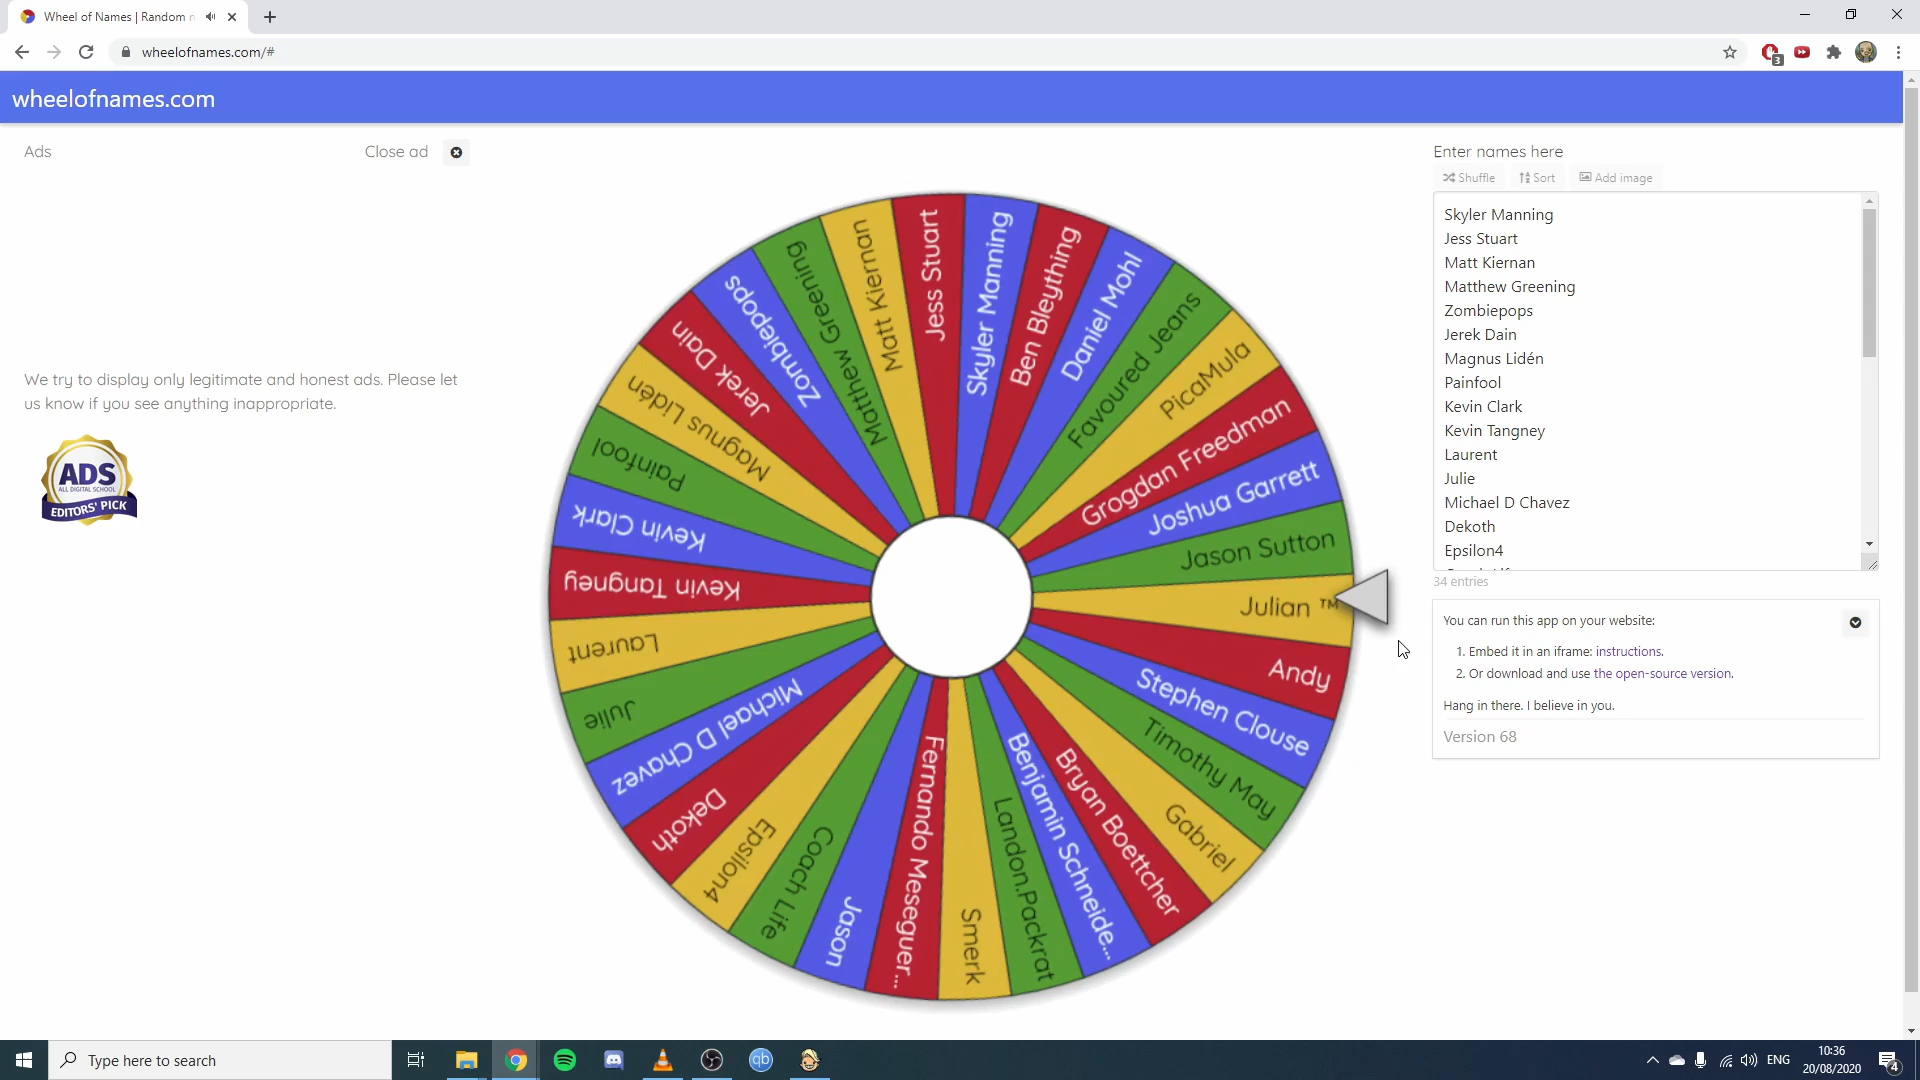 Wheel of Names | Random n
wheelofnames.com/#
3
wheelofnames.com
Ads
Close ad
We try to display only legitimate and honest ads. Please let
us know if you see anything inappropriate.
ADS
ALL DIGITAL SCHOOL
EDITORS' PICK
Jess Stuart
Skyler Manning
Ben Bleything
Daniel Mohl
Favoured Jeans
PicaMula
Grogdan Freedman
Joshua Garrett
Jason Sutton
Julian ™
Andy
Stephen Clouse
Timothy May
Gabriel
Bryan Boettcher
Benjamin Schneide...
Landon.Packrat
Smerk
Fernando Meseguer...
Jason
Coach Life
Epsilon4
Dekoth
Michael D Chavez
Julie
Laurent
Kevin Tangney
Kevin Clark
Painfool
Magnus Lidén
Jerek Dain
Zombiepops
Matthew Greening
Matt Kiernan
Enter names here
Shuffle Sort Add image
Skyler Manning
Jess Stuart
Matt Kiernan
Matthew Greening
Zombiepops
Jerek Dain
Magnus Lidén
Painfool
Kevin Clark
Kevin Tangney
Laurent
Julie
Michael D Chavez
Dekoth
Epsilon4
34 entries
You can run this app on your website:
1. Embed it in an iframe: instructions.
2. Or download and use the open-source version.
Hang in there. I believe in you.
Version 68
Type here to search
qb
ENG
10:36
20/08/2020
4